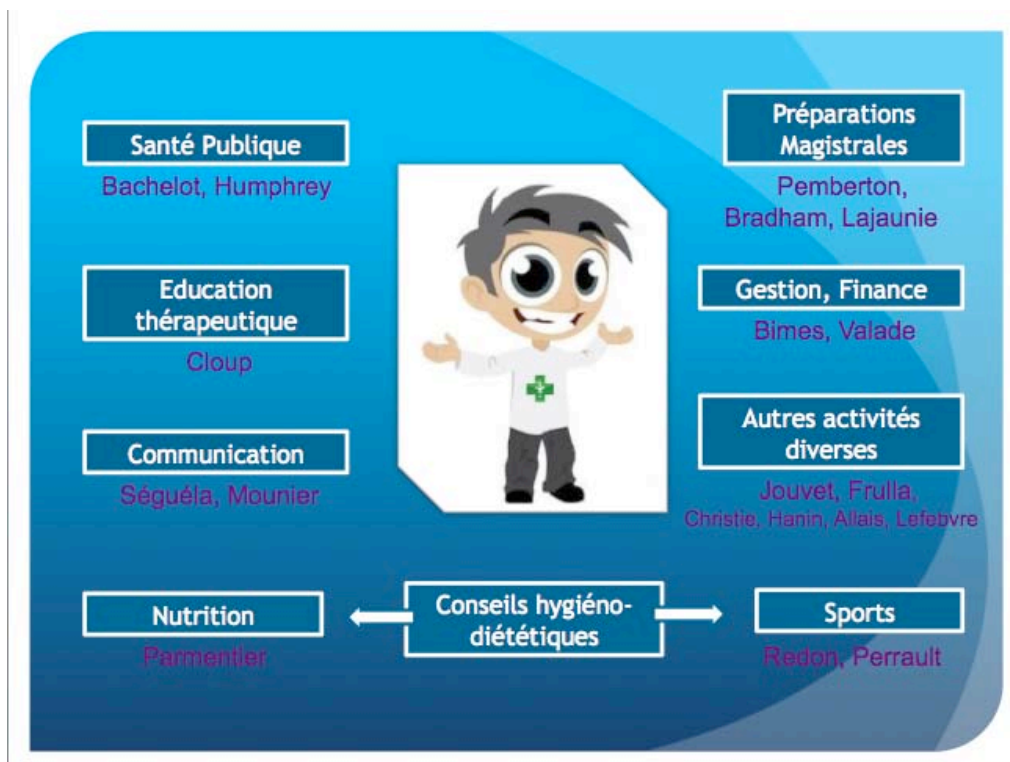 Santé Publique
Bachelot, Humphrey
Education
thérapeutique
Cloup
Communication
Séguéla, Mounier
Nutrition
Parmentier
Conseils hygiéno-
diététiques
Préparations
Magistrales
Pemberton,
Bradham, Lajaunie
Gestion, Finance
Bimes, Valade
Autres activités
diverses
Jouvet, Frulla,
Christie, Hanin, Allais, Lefebvre
Sports
Redon, Perrault